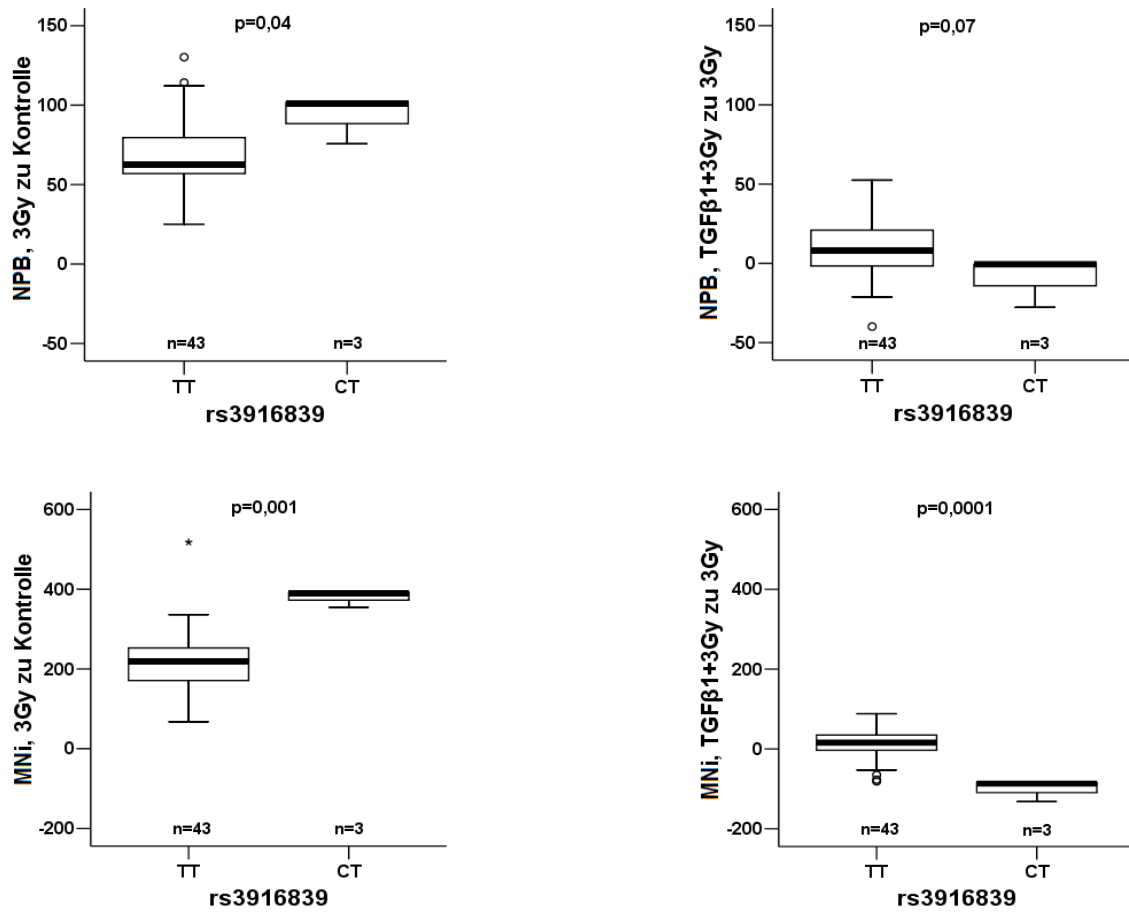 NPB, 3Gy zu Kontrolle
150
100
50
0
-50
p=0,04
n=43
n=3
TT
CT
rs3916839
NPB, TGFβ1+3Gy zu 3Gy
150
100
50
0
-50
p=0,07
n=43
n=3
TT
CT
rs3916839
MNi, 3Gy zu Kontrolle
600
400
200
0
-200
p=0,001
*
n=43
n=3
TT
CT
rs3916839
MNi, TGFβ1+3Gy zu 3Gy
600
400
200
0
-200
p=0,0001
n=43
n=3
TT
CT
rs3916839